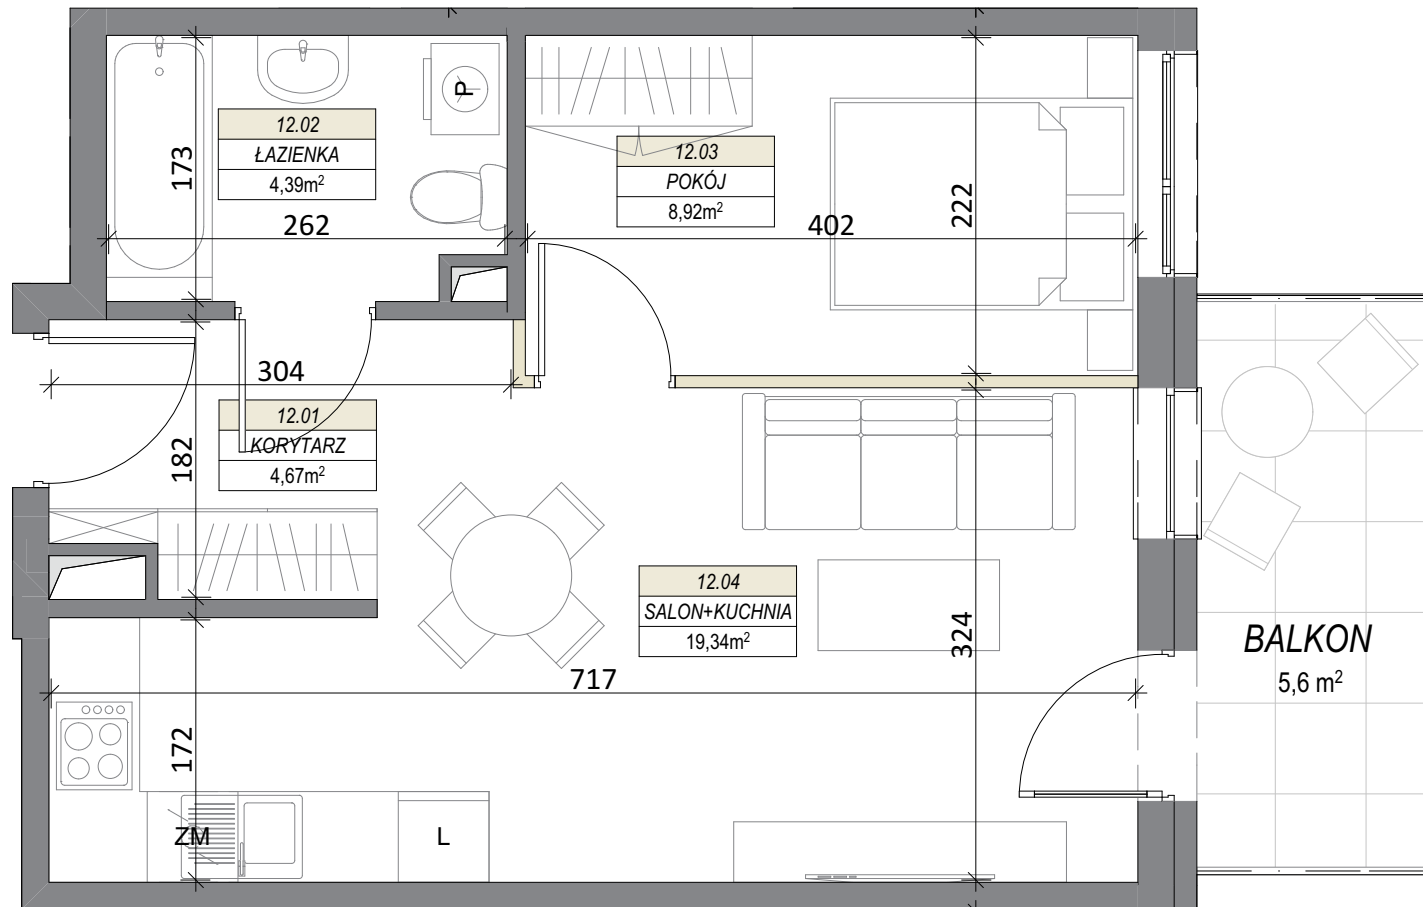 12.02
ŁAZIENKA
4,39m²
P
173
262
12.03
POKÓJ
8,92m²
402
222
304
12.01
KORYTARZ
4,67m²
182
12.04
SALON+KUCHNIA
19,34m²
324
717
BALKON
5,6 m²
172
ZM
L